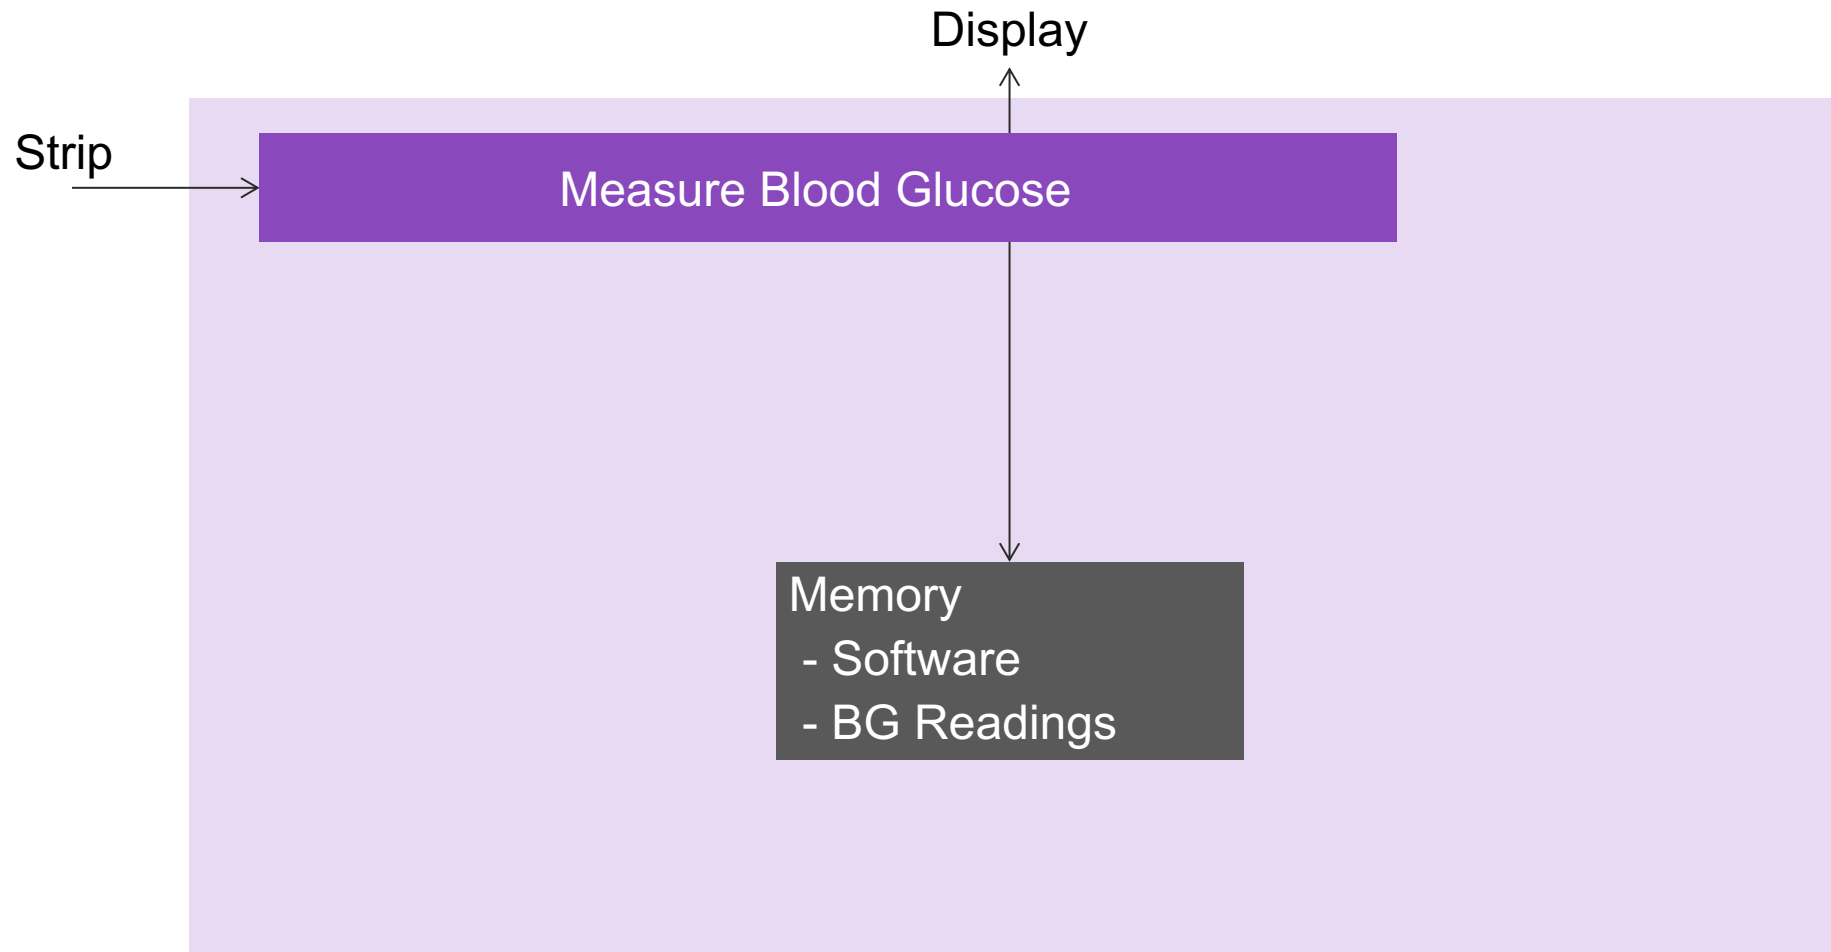 Display
Strip
Measure Blood Glucose
Memory
- Software
- BG Readings